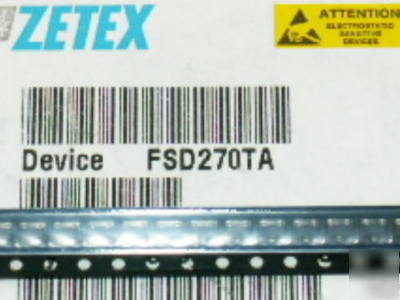 ZETEX
ATTENTION
ELECTROSTATIC
SENSITIVE
DEVICES
Device FSD270TA